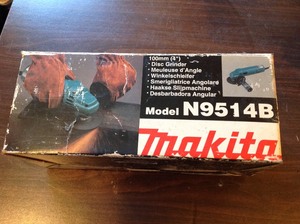 100mm (4")
• Disc Grinder
• Meuleuse d'Angle
• Winkelschleifer
• Smerigliatrice Angolare
• Haakse Slijpmachine
• Desbarbadora Angular
Model N9514B
makita